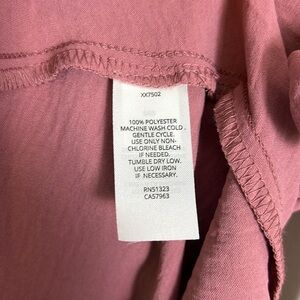 XX7502
100% POLYESTER
MACHINE WASH COLD
GENTLE CYCLE.
USE ONLY NON-
CHLORINE BLEACH
IF NEEDED.
TUMBLE DRY LOW.
USE LOW IRON
IF NECESSARY.
RN51323
CA57963